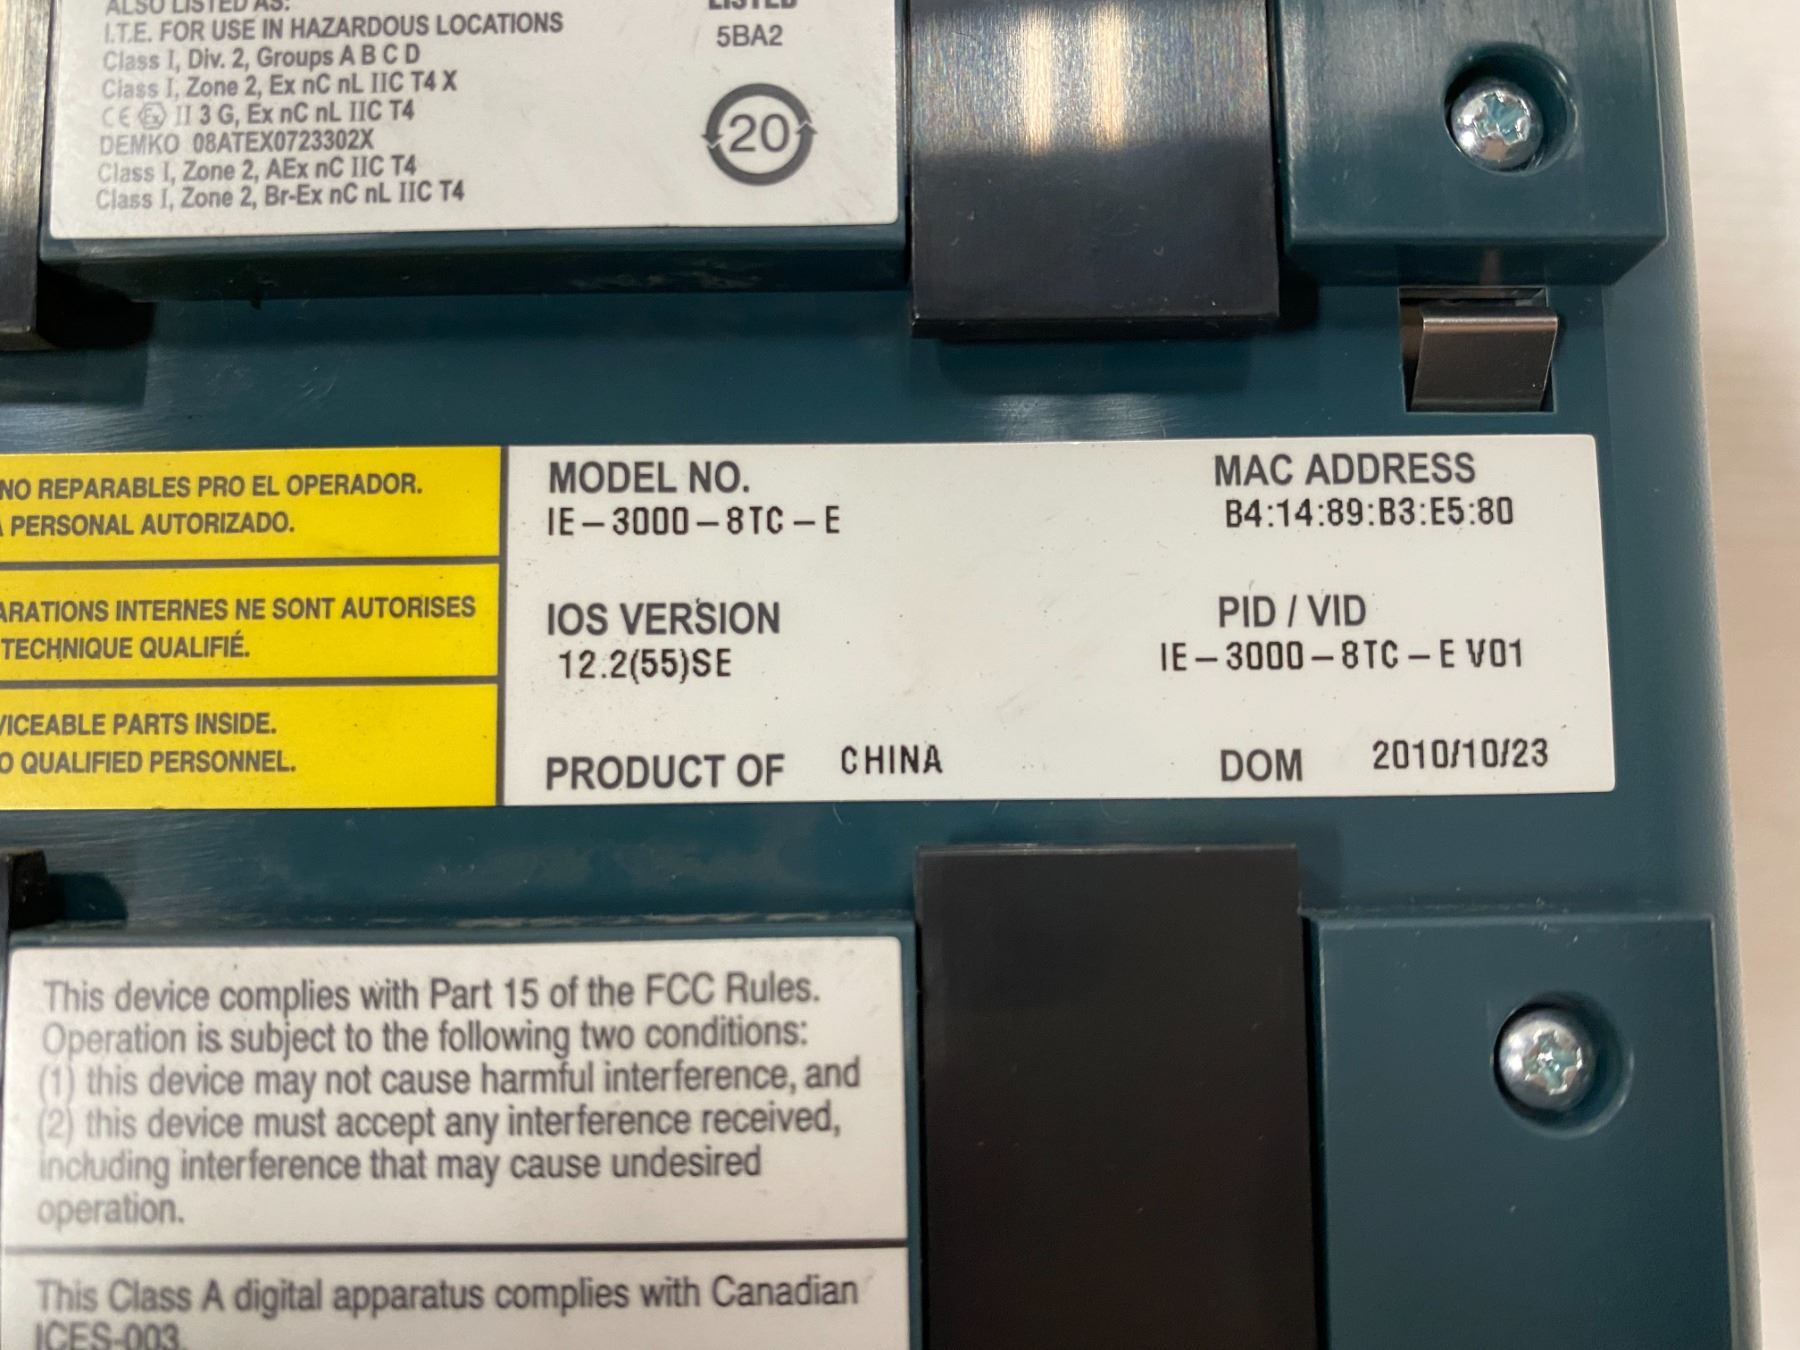 ALSO LISTED AS:
I.T.E. FOR USE IN HAZARDOUS LOCATIONS
Class I, Div. 2, Groups A B C D
Class I, Zone 2, Ex nC nL IIC T4 X
CE Ex II 3 G, Ex nC nL IIC T4
DEMKO 08ATEX0723302X
Class I, Zone 2, AEx nC IIC T4
Class I, Zone 2, Br-Ex nC nL IIC T4
LISTED
5BA2
20
NO REPARABLES PRO EL OPERADOR.
PERSONAL AUTORIZADO.
ARATIONS INTERNES NE SONT AUTORISES
TECHNIQUE QUALIFIÉ.
VICEABLE PARTS INSIDE.
O QUALIFIED PERSONNEL.
MODEL NO.
IE-3000-8TC-E
MAC ADDRESS
B4:14:89:B3:E5:80
IOS VERSION
12.2(55)SE
PID / VID
IE-3000-8TC-E V01
PRODUCT OF CHINA
DOM 2010/10/23
This device complies with Part 15 of the FCC Rules.
Operation is subject to the following two conditions:
(1) this device may not cause harmful interference, and
(2) this device must accept any interference received,
including interference that may cause undesired
operation.
This Class A digital apparatus complies with Canadian
ICES-003.